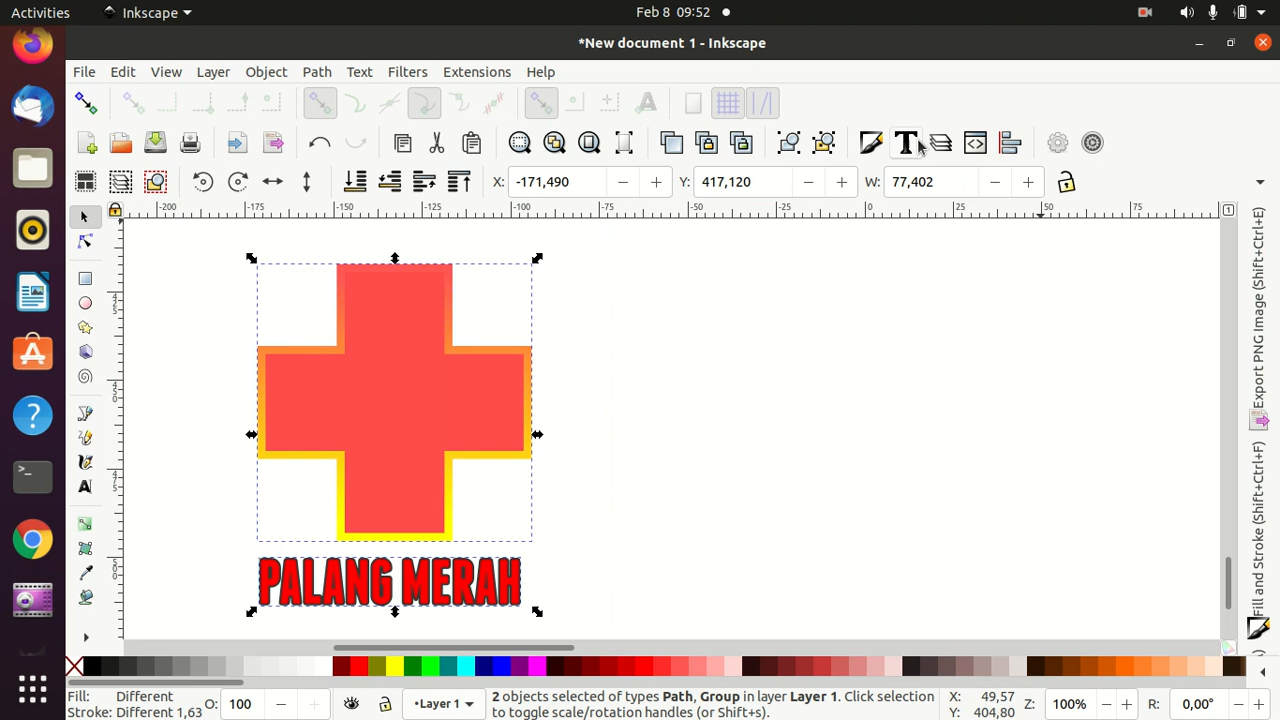 Activities
Inkscape
Feb 8 09:52
*New document 1 - Inkscape
File Edit View Layer Object Path Text Filters Extensions Help
X: -171,490 Y: 417,120 W: 77,402
-200 -175 -150 -125 -100 -75 -50 -25 0 25 50 75
425
450
475
500
Export PNG Image (Shift+Ctrl+E)
Fill and Stroke (Shift+Ctrl+F)
PALANG MERAH
Fill: Different
Stroke: Different 1,63
O: 100
•Layer 1
2 objects selected of types Path, Group in layer Layer 1. Click selection
to toggle scale/rotation handles (or Shift+s).
X: 49,57
Y: 404,80
Z: 100%
R: 0,00°